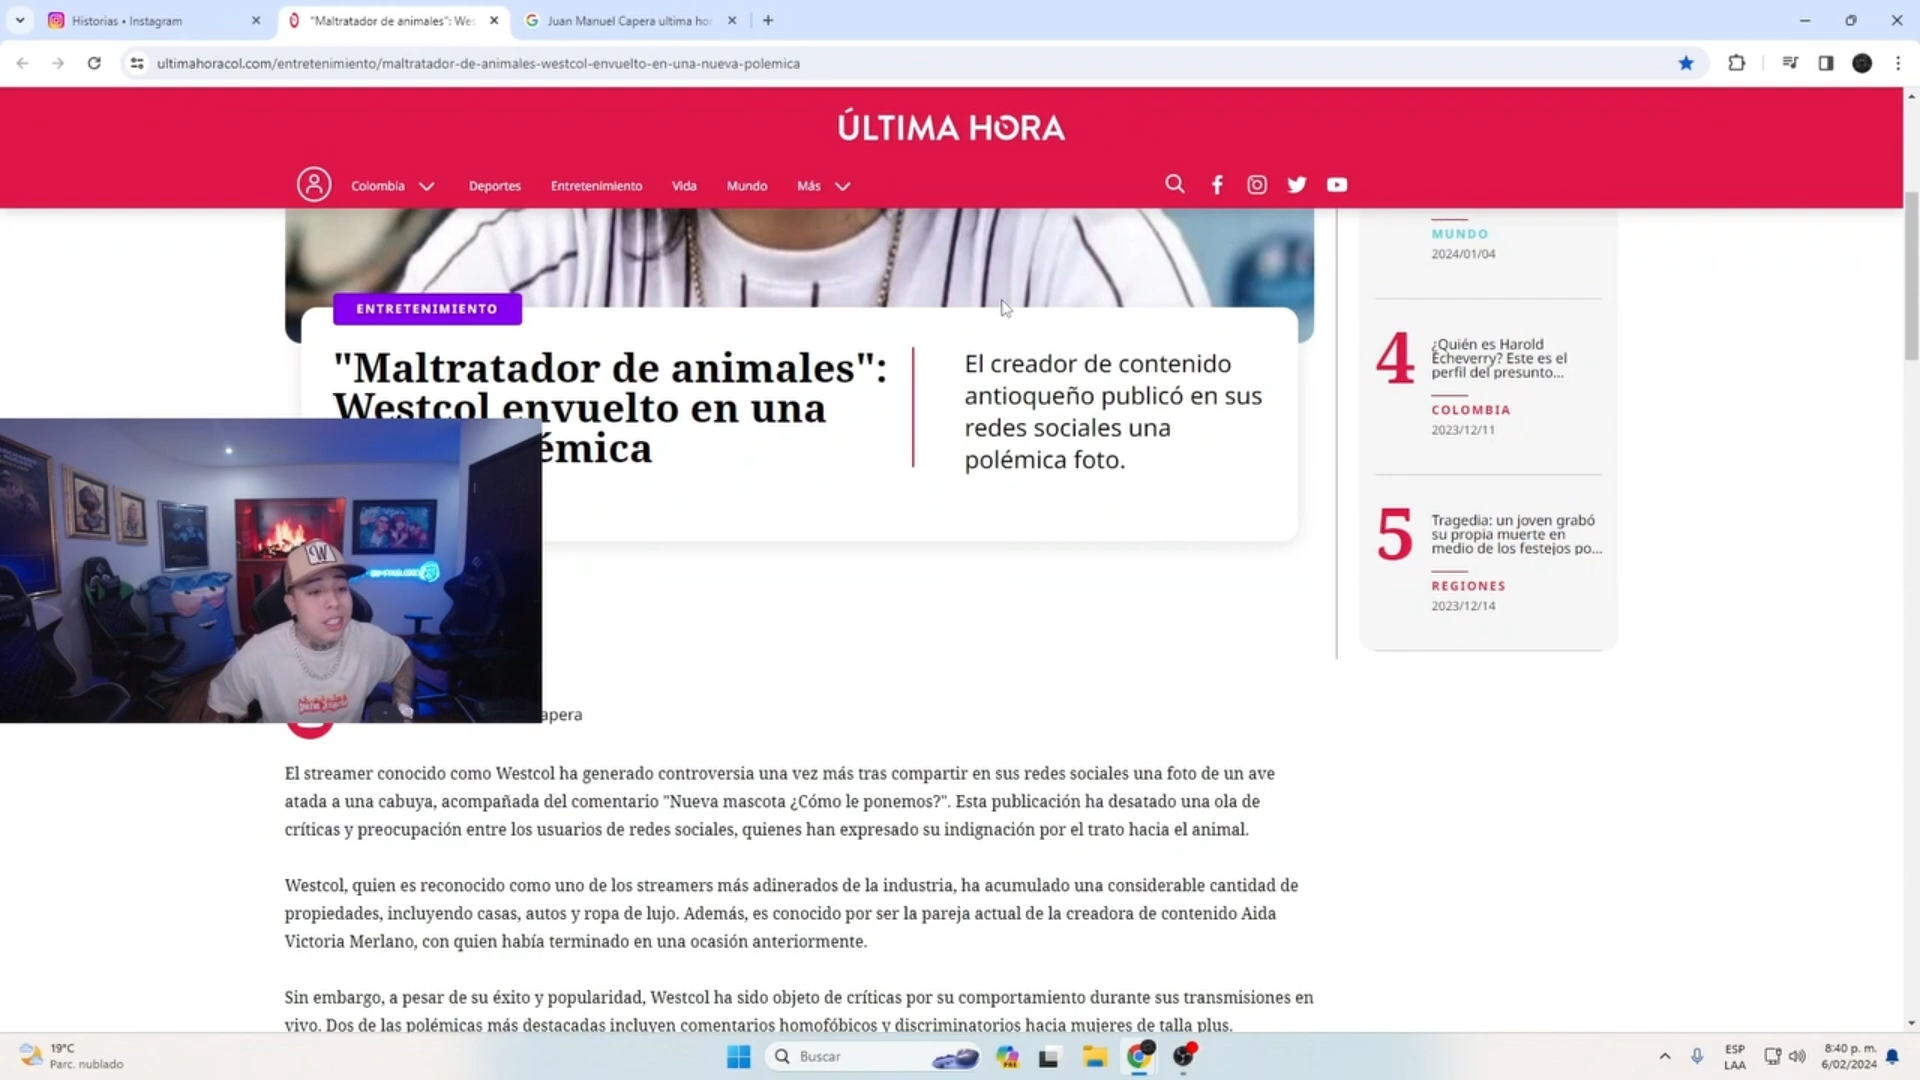 Historias • Instagram
"Maltratador de animales": Wes
Juan Manuel Capera ultima hor
ultimahoracol.com/entretenimiento/maltratador-de-animales-westcol-envuelto-en-una-nueva-polemica
ÚLTIMA HORA
Colombia
Deportes
Entretenimiento
Vida
Mundo
Más
ENTRETENIMIENTO
"Maltratador de animales":
Westcol envuelto en una
émica
El creador de contenido
antioqueño publicó en sus
redes sociales una
polémica foto.
MUNDO
2024/01/04
4
¿Quién es Harold
Echeverry? Este es el
perfil del presunto...
COLOMBIA
2023/12/11
5
Tragedia: un joven grabó
su propia muerte en
medio de los festejos po...
REGIONES
2023/12/14
W
apera
El streamer conocido como Westcol ha generado controversia una vez más tras compartir en sus redes sociales una foto de un ave
atada a una cabuya, acompañada del comentario "Nueva mascota ¿Cómo le ponemos?". Esta publicación ha desatado una ola de
críticas y preocupación entre los usuarios de redes sociales, quienes han expresado su indignación por el trato hacia el animal.
Westcol, quien es reconocido como uno de los streamers más adinerados de la industria, ha acumulado una considerable cantidad de
propiedades, incluyendo casas, autos y ropa de lujo. Además, es conocido por ser la pareja actual de la creadora de contenido Aida
Victoria Merlano, con quien había terminado en una ocasión anteriormente.
Sin embargo, a pesar de su éxito y popularidad, Westcol ha sido objeto de críticas por su comportamiento durante sus transmisiones en
vivo. Dos de las polémicas más destacadas incluyen comentarios homofóbicos y discriminatorios hacia mujeres de talla plus.
19°C
Parc. nublado
Buscar
PRE
ESP
LAA
8:40 p. m.
6/02/2024